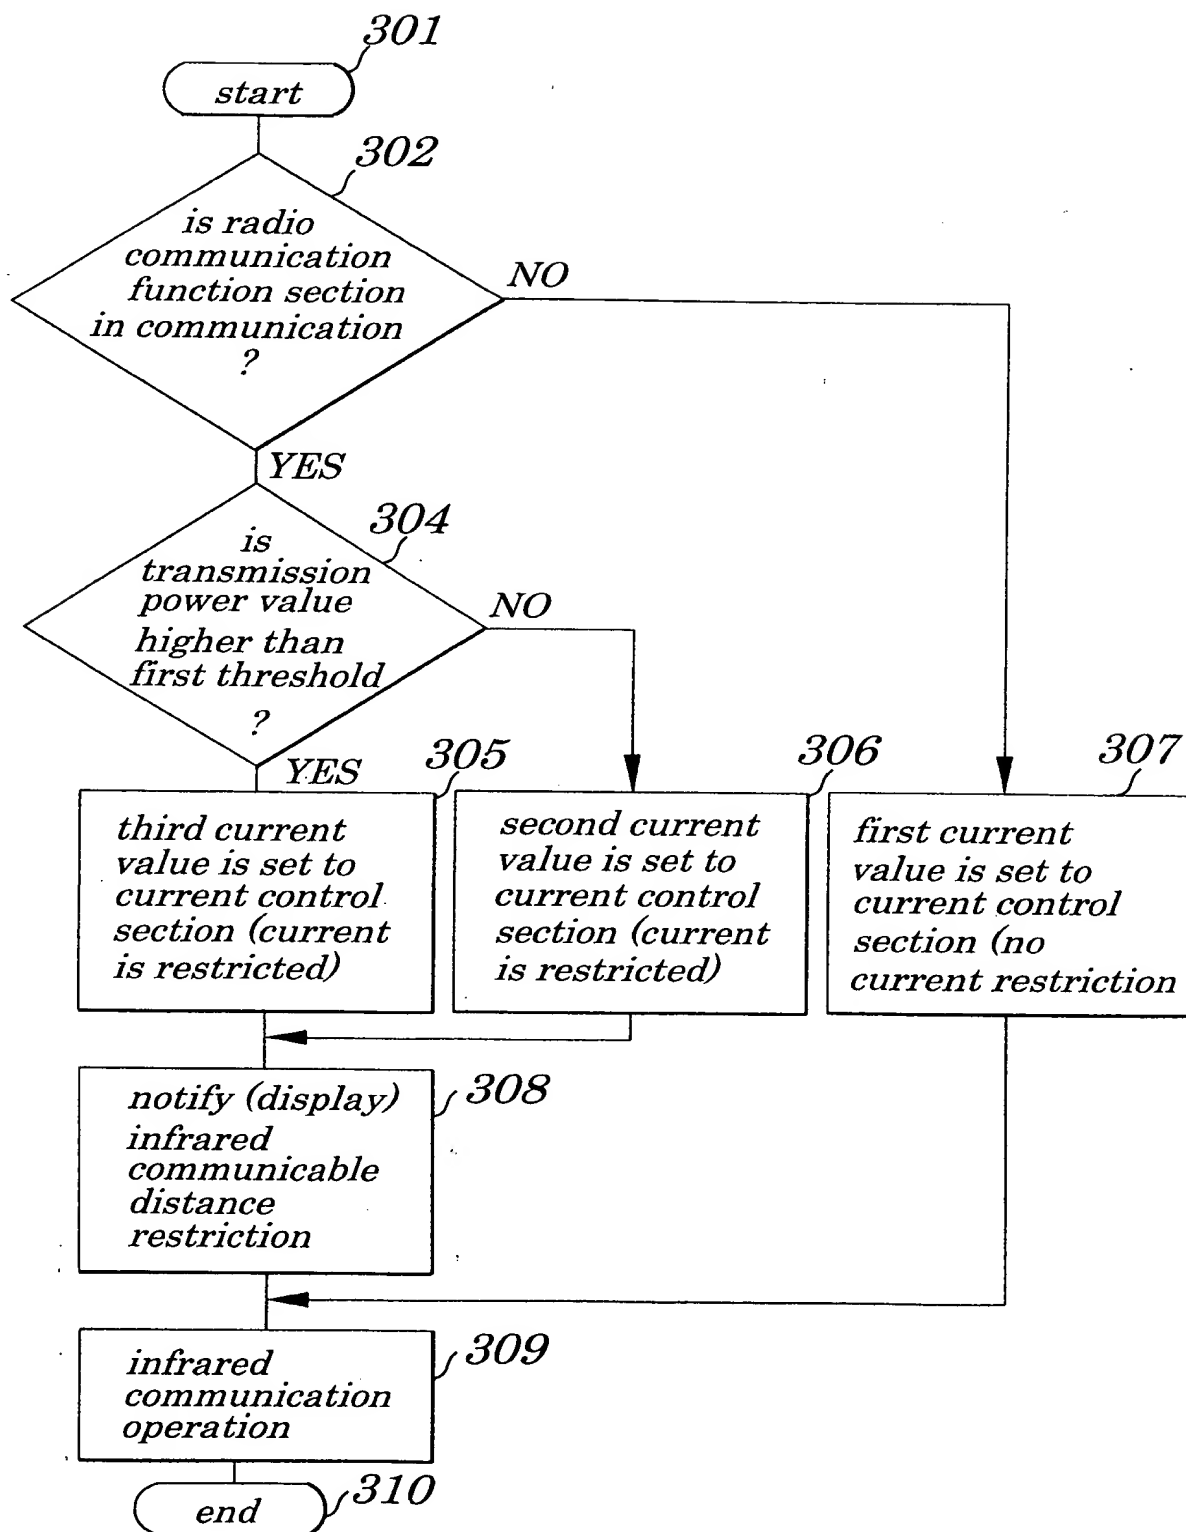 301
start
302
is radio
communication
function section
in communication
?
NO
YES
304
is
transmission
power value
higher than
first threshold
?
NO
YES
305
third current
value is set to
current control
section (current
is restricted)
306
second current
value is set to
current control
section (current
is restricted)
307
first current
value is set to
current control
section (no
current restriction
308
notify (display)
infrared
communicable
distance
restriction
309
infrared
communication
operation
310
end